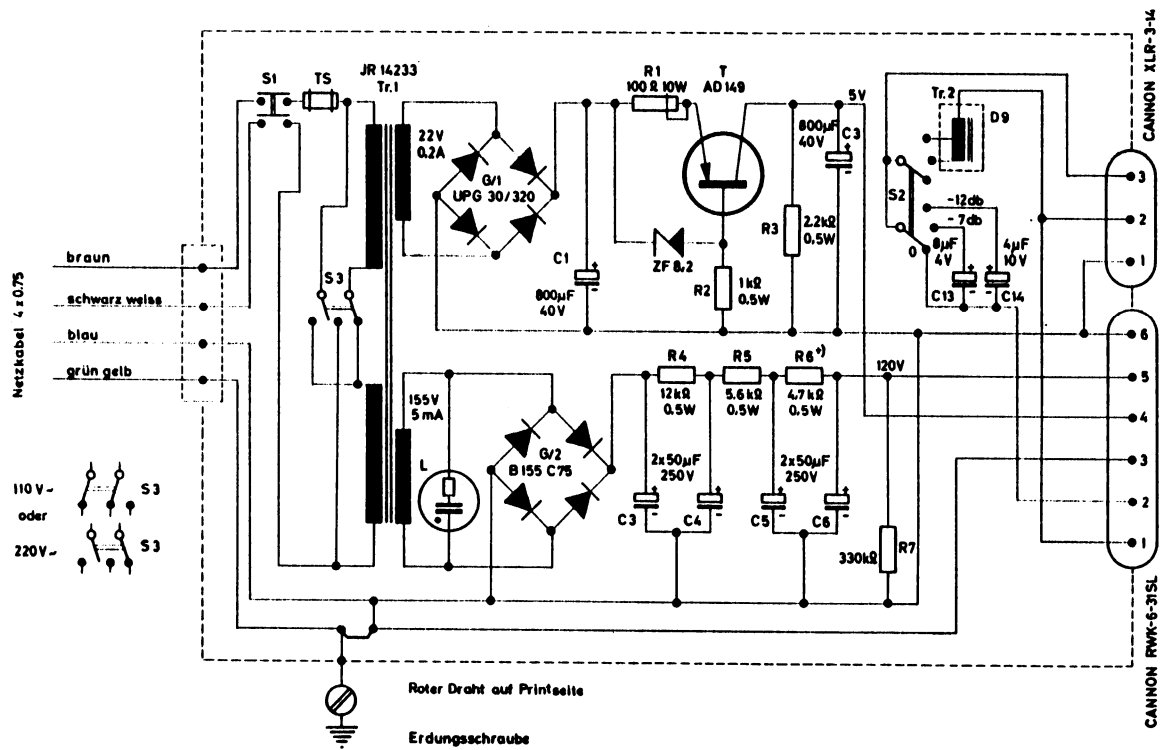 CANNON XLR-3-14
S1
TS
JR 14233
Tr.1
R1
100Ω 10W
T
AD 149
5V
800µF
40V
C3
Tr.2
D9
22V
0.2A
G/1
UPG 30/320
3
S2
-12db
-7db
2
8µF
4V
4µF
10V
0
1
C13
C14
R3
2.2kΩ
0.5W
ZF 8,2
C1
800µF
40V
R2
1kΩ
0.5W
Netzkabel 4 x 0.75
braun
schwarz weiss
blau
grün gelb
S3
155V
5mA
L
G/2
B 155 C 75
R4
12kΩ
0.5W
R5
5.6kΩ
0.5W
R6+)
4.7kΩ
0.5W
120V
6
5
4
3
2
1
2x50µF
250V
2x50µF
250V
C3
C4
C5
C6
330kΩ
R7
110V~
S3
oder
220V~
S3
CANNON RWK-6-31SL
Roter Draht auf Printseite
Erdungsschraube